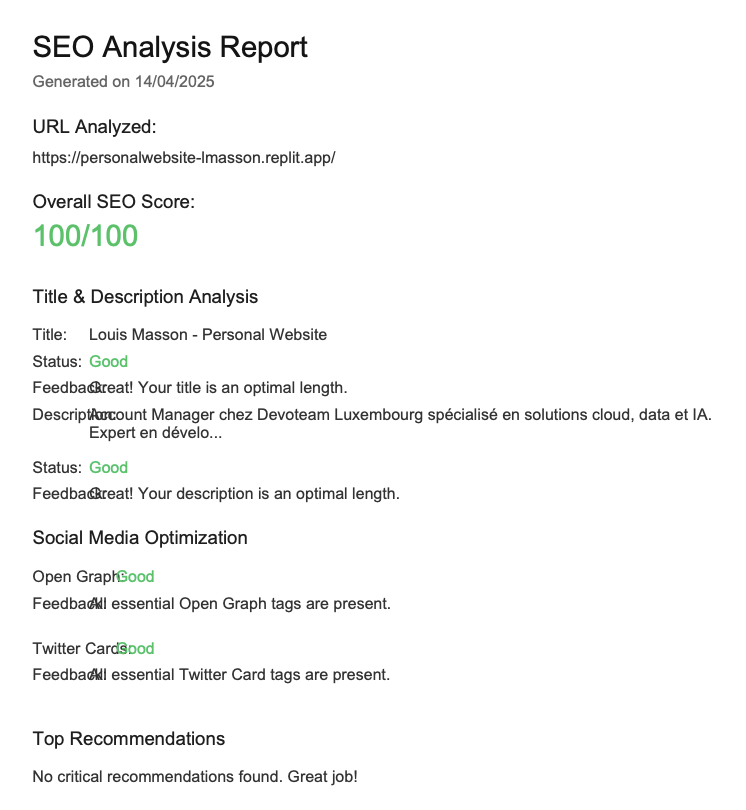 SEO Analysis Report
Generated on 14/04/2025
URL Analyzed:
https://personalwebsite-lmasson.replit.app/
Overall SEO Score:
100/100
Title & Description Analysis
Title: Louis Masson - Personal Website
Status: Good
Feedback: Great! Your title is an optimal length.
Description: Account Manager chez Devoteam Luxembourg spécialisé en solutions cloud, data et IA.
Expert en dévelo...
Status: Good
Feedback: Great! Your description is an optimal length.
Social Media Optimization
Open Graph: Good
Feedback: All essential Open Graph tags are present.
Twitter Cards: Good
Feedback: All essential Twitter Card tags are present.
Top Recommendations
No critical recommendations found. Great job!